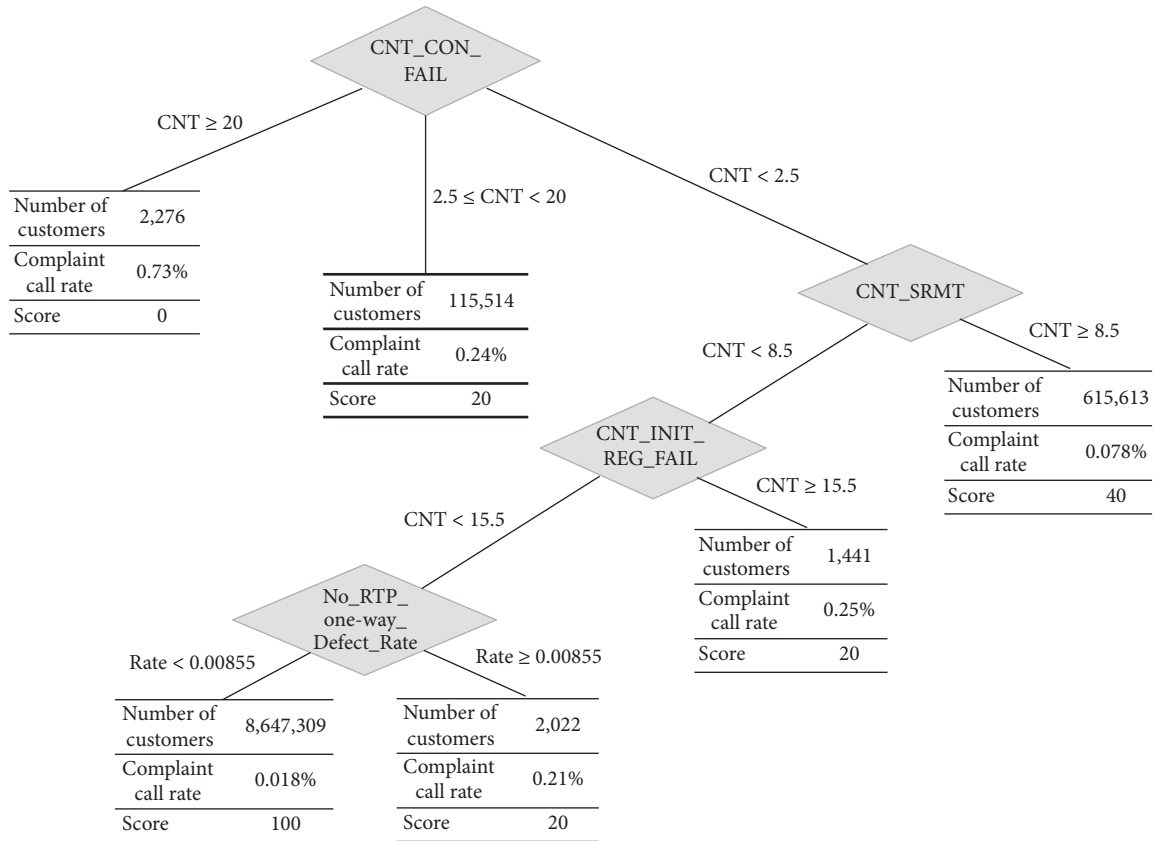 CNT_CON_
FAIL
CNT ≥ 20
2.5 ≤ CNT < 20
CNT < 2.5
Number of
customers
2,276
Complaint
call rate
0.73%
Score
0
Number of
customers
115,514
Complaint
call rate
0.24%
Score
20
CNT_SRMT
CNT < 8.5
CNT ≥ 8.5
Number of
customers
615,613
Complaint
call rate
0.078%
Score
40
CNT_INIT_
REG_FAIL
CNT < 15.5
CNT ≥ 15.5
Number of
customers
1,441
Complaint
call rate
0.25%
Score
20
No_RTP_
one-way_
Defect_Rate
Rate < 0.00855
Rate ≥ 0.00855
Number of
customers
8,647,309
Complaint
call rate
0.018%
Score
100
Number of
customers
2,022
Complaint
call rate
0.21%
Score
20